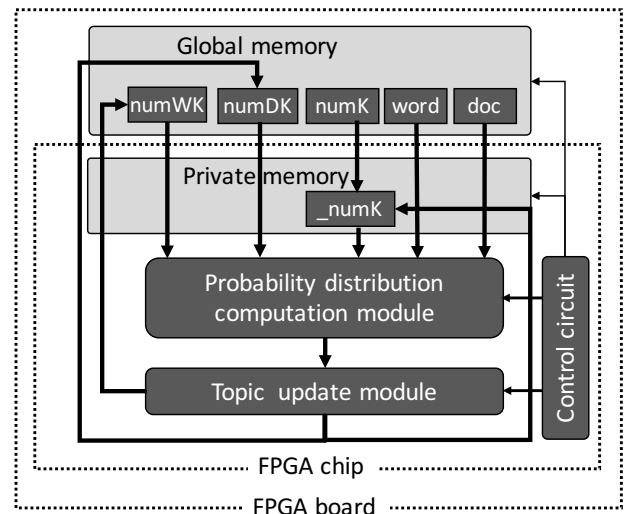 Global memory
numWK numDK numK word doc
Private memory
_numK
Probability distribution
computation module
Control circuit
Topic update module
FPGA chip
FPGA board